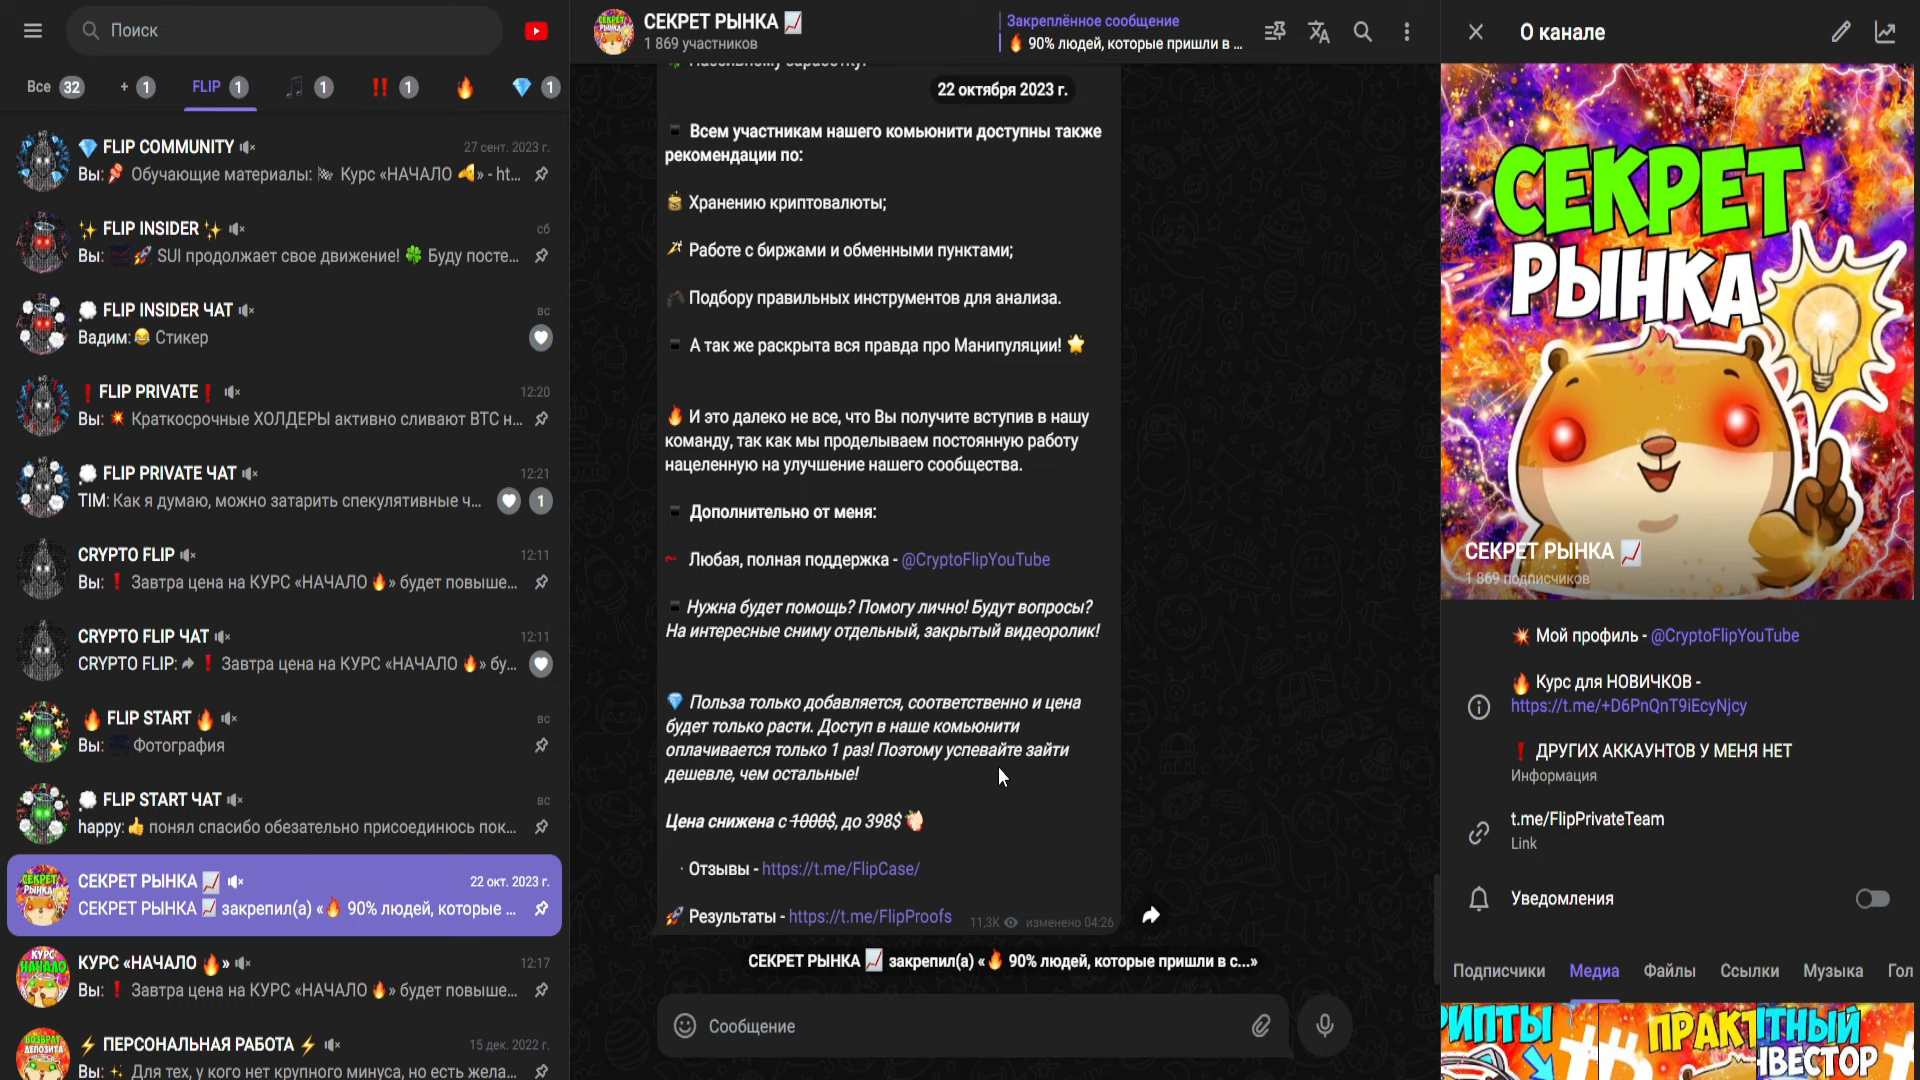 Поиск
Все 32
+ 1
FLIP 1
1
1
1
FLIP COMMUNITY
27 сент. 2023 г.
Вы: Обучающие материалы: Курс «НАЧАЛО» - ht...
FLIP INSIDER
сб
Вы: SUI продолжает свое движение! Буду посте...
FLIP INSIDER ЧАТ
вс
Вадим: Стикер
FLIP PRIVATE
12:20
Вы: Краткосрочные ХОЛДЕРЫ активно сливают BTC н...
FLIP PRIVATE ЧАТ
12:21
TIM: Как я думаю, можно затарить спекулятивные ч...
1
CRYPTO FLIP
12:11
Вы: Завтра цена на КУРС «НАЧАЛО» будет повыше...
CRYPTO FLIP ЧАТ
12:11
CRYPTO FLIP: Завтра цена на КУРС «НАЧАЛО» бу...
FLIP START
вс
Вы: Фотография
FLIP START ЧАТ
вс
happy: понял спасибо обязательно присоединюсь пок...
СЕКРЕТ РЫНКА
22 окт. 2023 г.
СЕКРЕТ РЫНКА закрепил(а) «90% людей, которые ...
КУРС «НАЧАЛО»
12:17
Вы: Завтра цена на КУРС «НАЧАЛО» будет повыше...
ПЕРСОНАЛЬНАЯ РАБОТА
15 дек. 2022 г.
Вы: Для тех, у кого нет крупного минуса, но есть жела...
СЕКРЕТ РЫНКА
1 869 участников
Закреплённое сообщение
90% людей, которые пришли в ...
22 октября 2023 г.
Всем участникам нашего комьюнити доступны также
рекомендации по:
Хранению криптовалюты;
Работе с биржами и обменными пунктами;
Подбору правильных инструментов для анализа.
А так же раскрыта вся правда про Манипуляции!
И это далеко не все, что Вы получите вступив в нашу
команду, так как мы проделываем постоянную работу
нацеленную на улучшение нашего сообщества.
Дополнительно от меня:
Любая, полная поддержка - @CryptoFlipYouTube
Нужна будет помощь? Помогу лично! Будут вопросы?
На интересные сниму отдельный, закрытый видеоролик!
Польза только добавляется, соответственно и цена
будет только расти. Доступ в наше комьюнити
оплачивается только 1 раз! Поэтому успевайте зайти
дешевле, чем остальные!
Цена снижена с 1000$, до 398$
Отзывы - https://t.me/FlipCase/
Результаты - https://t.me/FlipProofs
11,3K изменено 04:26
СЕКРЕТ РЫНКА закрепил(а) «90% людей, которые пришли в с...»
Сообщение
О канале
СЕКРЕТ
РЫНКА
СЕКРЕТ РЫНКА
1 869 подписчиков
Мой профиль - @CryptoFlipYouTube
Курс для НОВИЧКОВ -
https://t.me/+D6PnQnT9iEcyNjcy
ДРУГИХ АККАУНТОВ У МЕНЯ НЕТ
Информация
t.me/FlipPrivateTeam
Link
Уведомления
Подписчики
Медиа
Файлы
Ссылки
Музыка
Гол